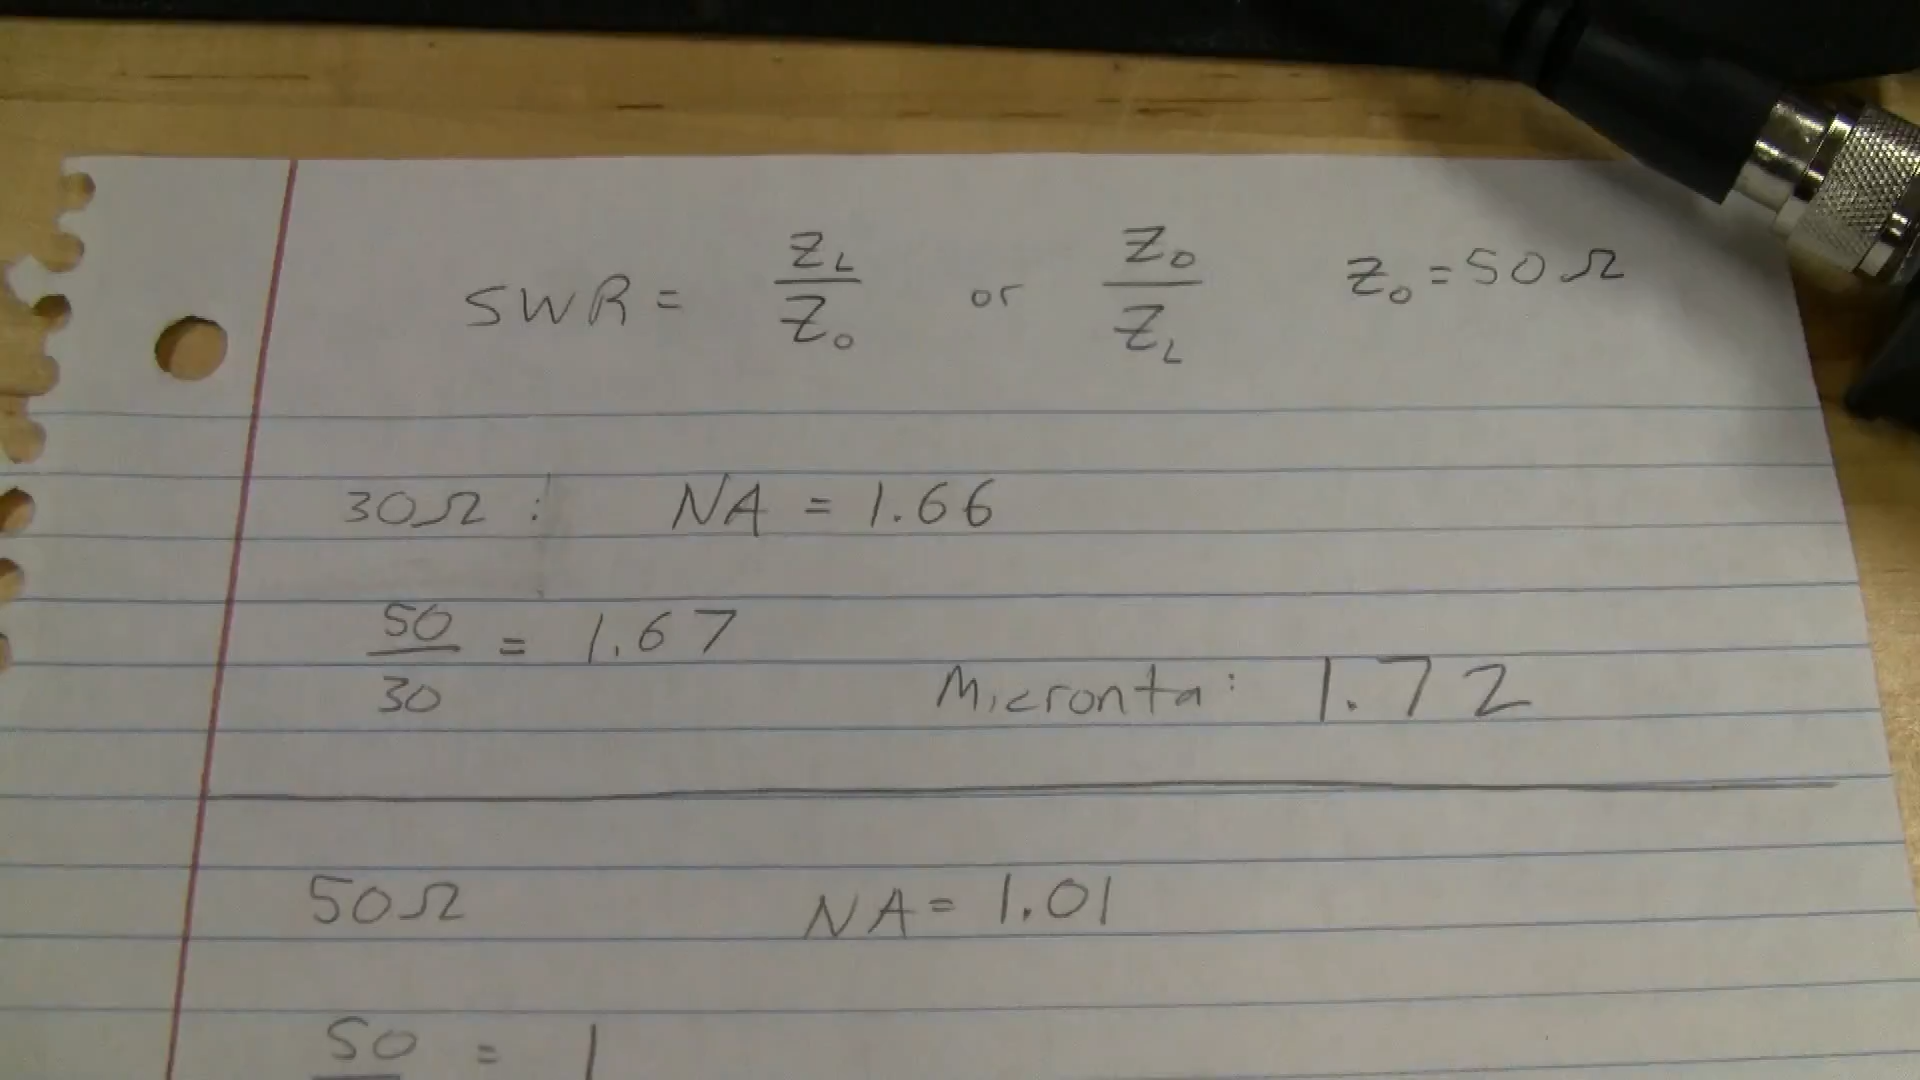 SWR = Z_L/Z_0 or Z_0/Z_L Z_0 = 50Ω
30Ω : NA = 1.66
50/30 = 1.67
Micronta: 1.72
50Ω NA = 1.01
50 = 1